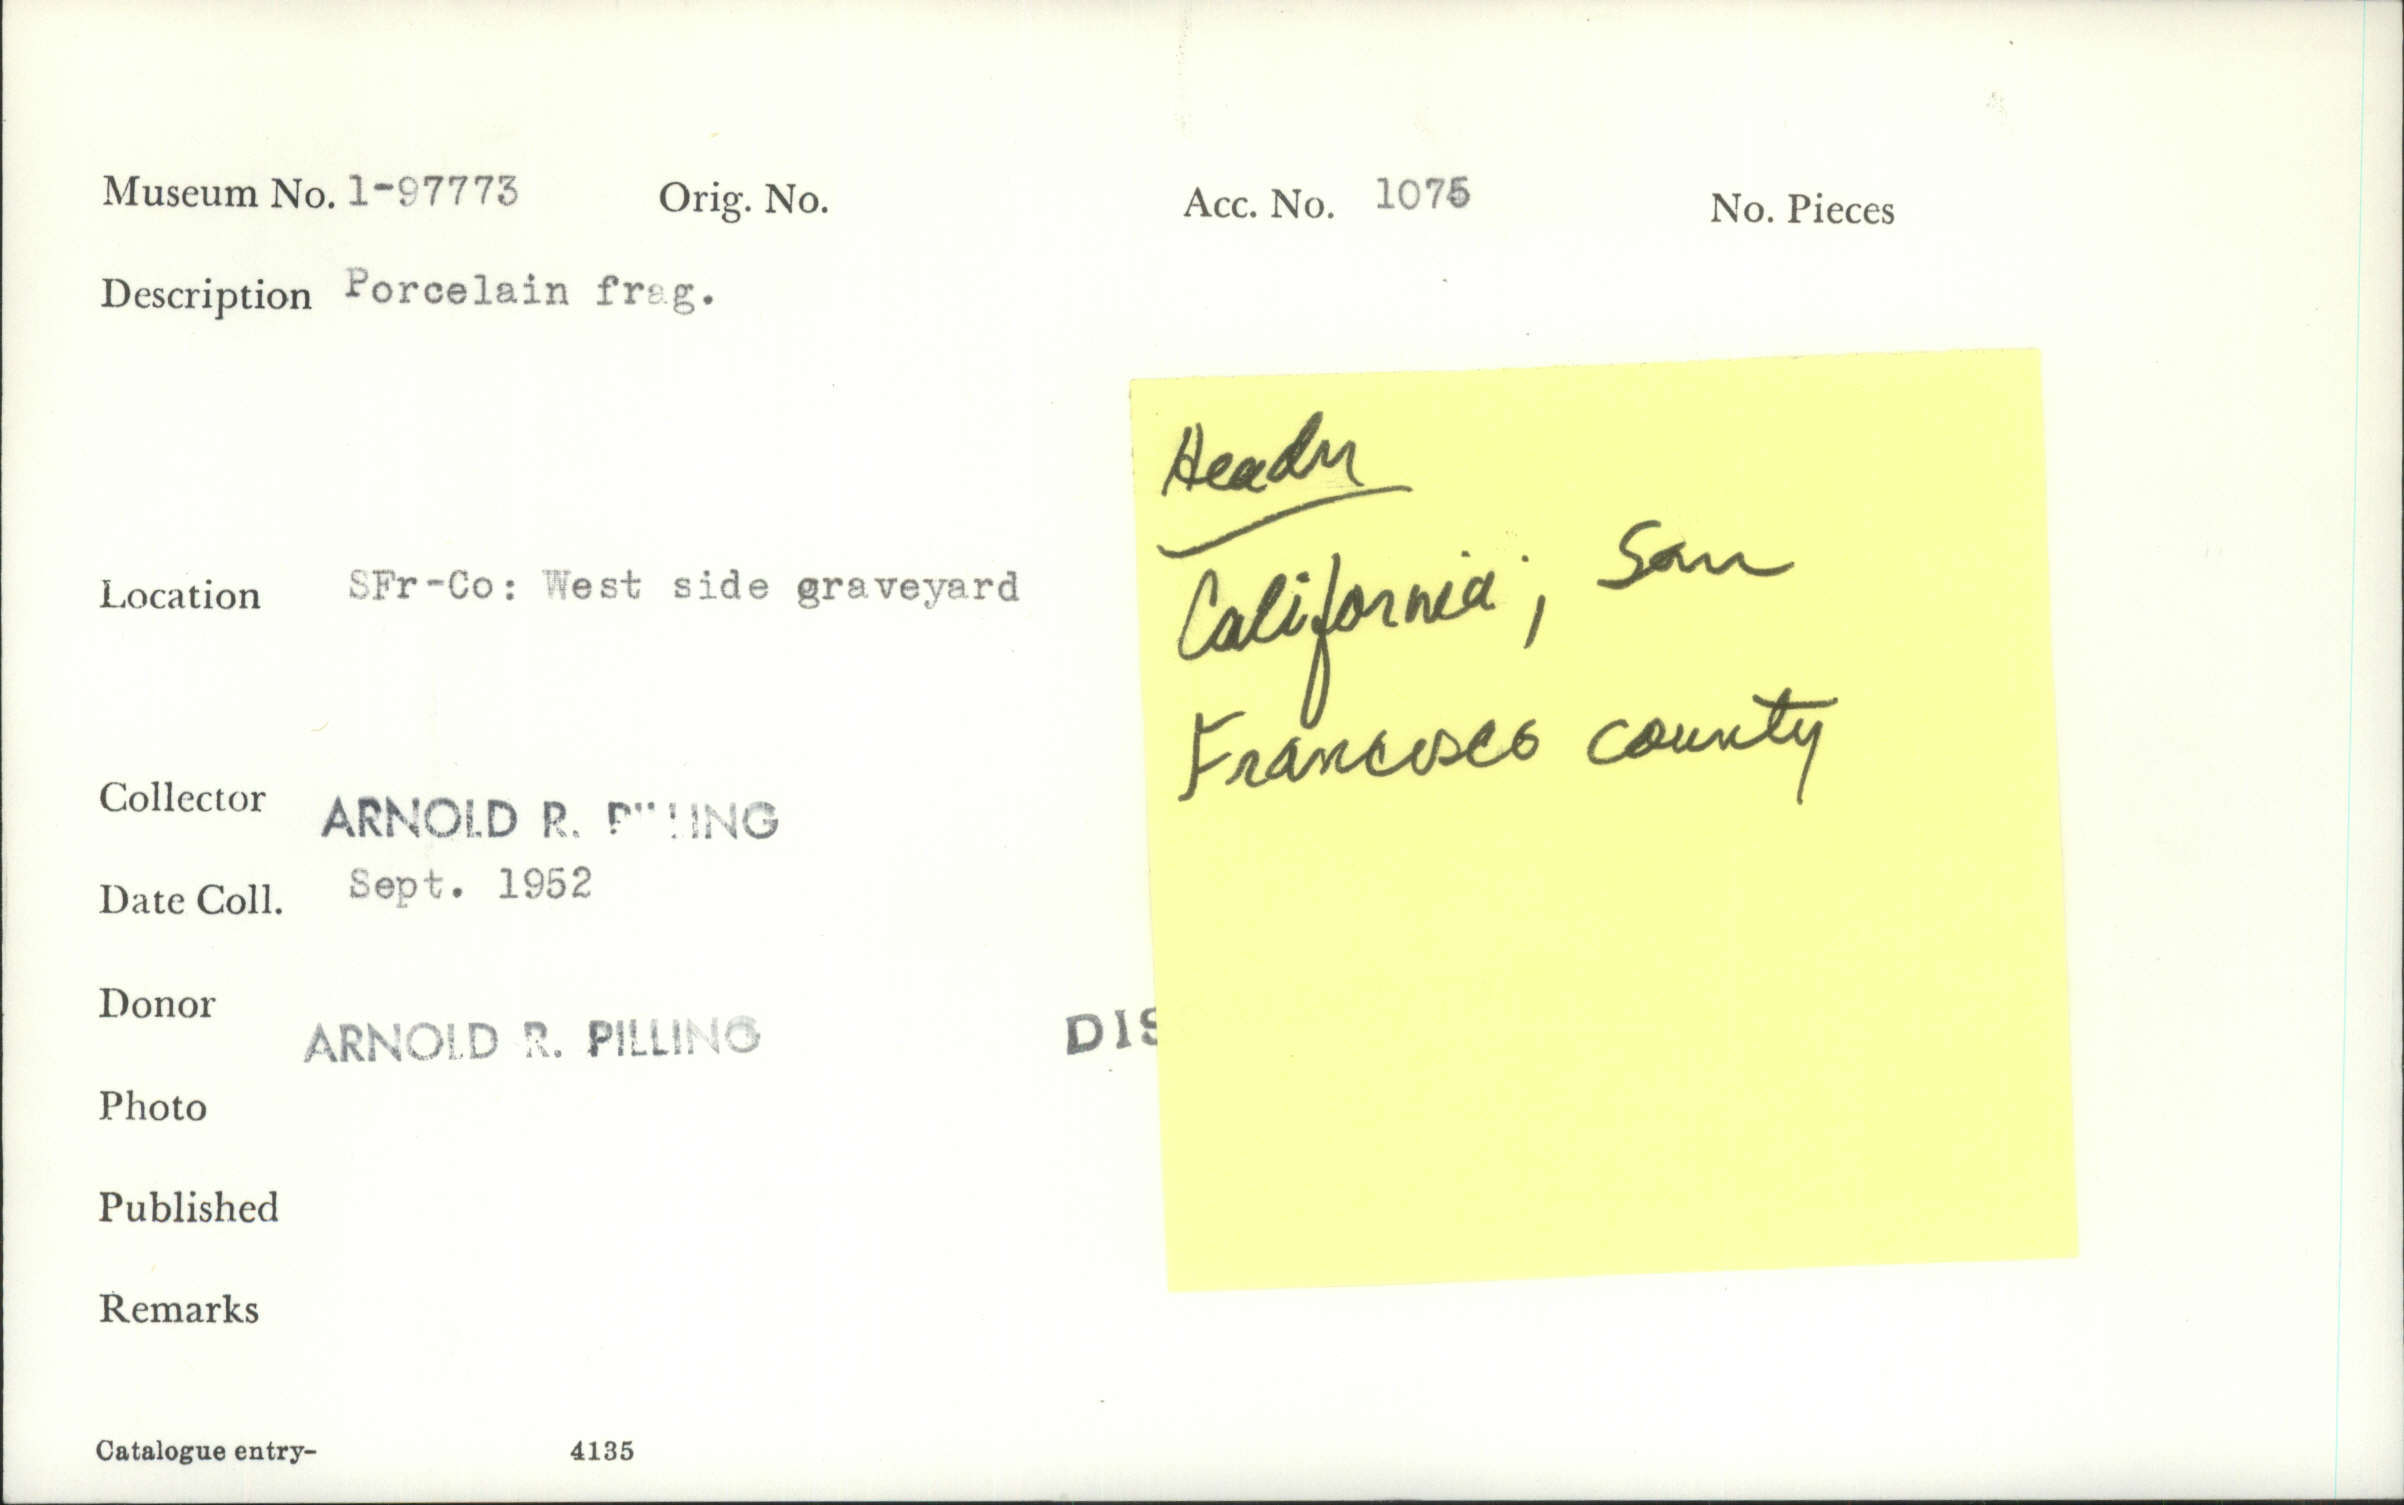 Museum No. 1-97773 Orig. No. Acc. No. 1075 No. Pieces
Description Porcelain frag.
Header
California; San
Francisco county
Location SFr-Co: West side graveyard
Collector ARNOLD R. PILLING
Date Coll. Sept. 1952
Donor ARNOLD R. PILLING DIS
Photo
Published
Remarks
Catalogue entry- 4135